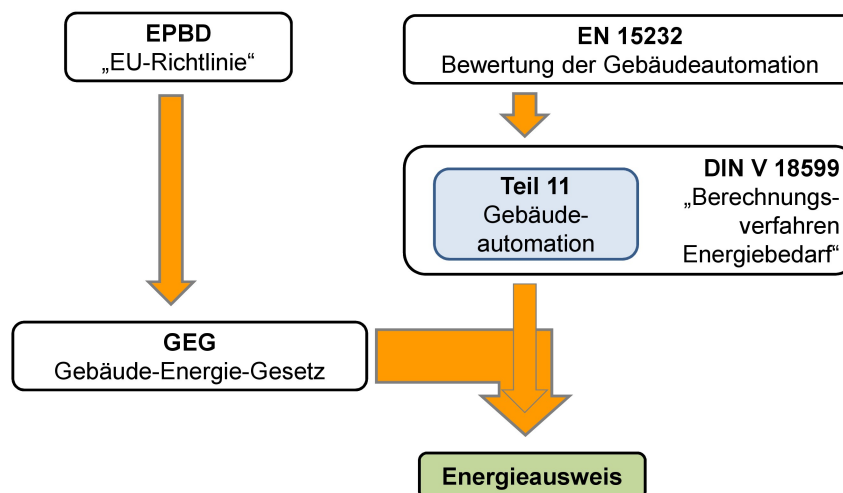 EPBD
„EU-Richtlinie“
EN 15232
Bewertung der Gebäudeautomation
Teil 11
Gebäude-
automation
DIN V 18599
„Berechnungs-
verfahren
Energiebedarf“
GEG
Gebäude-Energie-Gesetz
Energieausweis